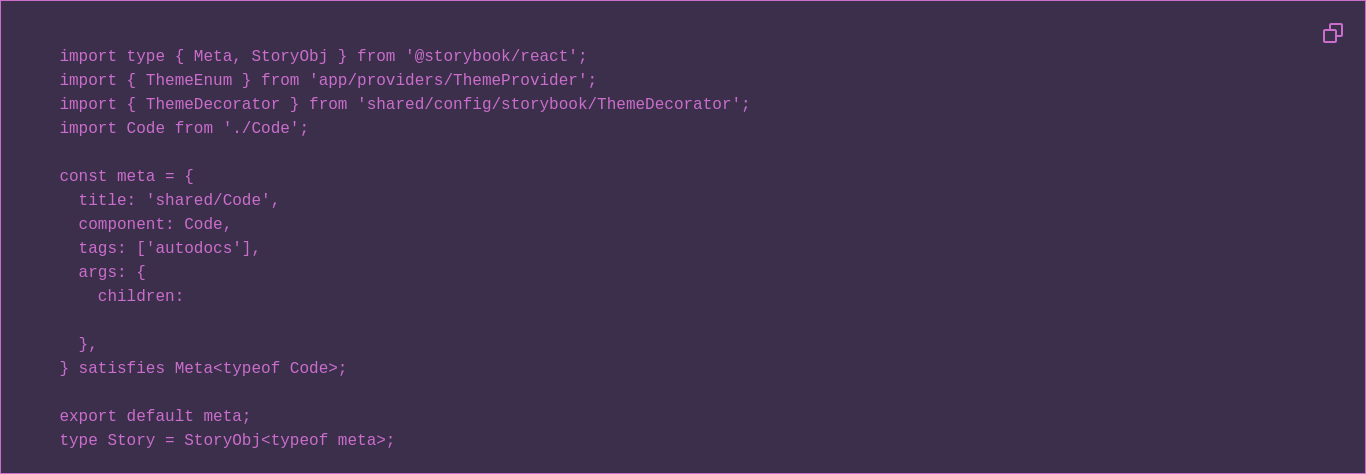 import type { Meta, StoryObj } from '@storybook/react';
import { ThemeEnum } from 'app/providers/ThemeProvider';
import { ThemeDecorator } from 'shared/config/storybook/ThemeDecorator';
import Code from './Code';

const meta = {
  title: 'shared/Code',
  component: Code,
  tags: ['autodocs'],
  args: {
    children:

  },
} satisfies Meta<typeof Code>;

export default meta;
type Story = StoryObj<typeof meta>;